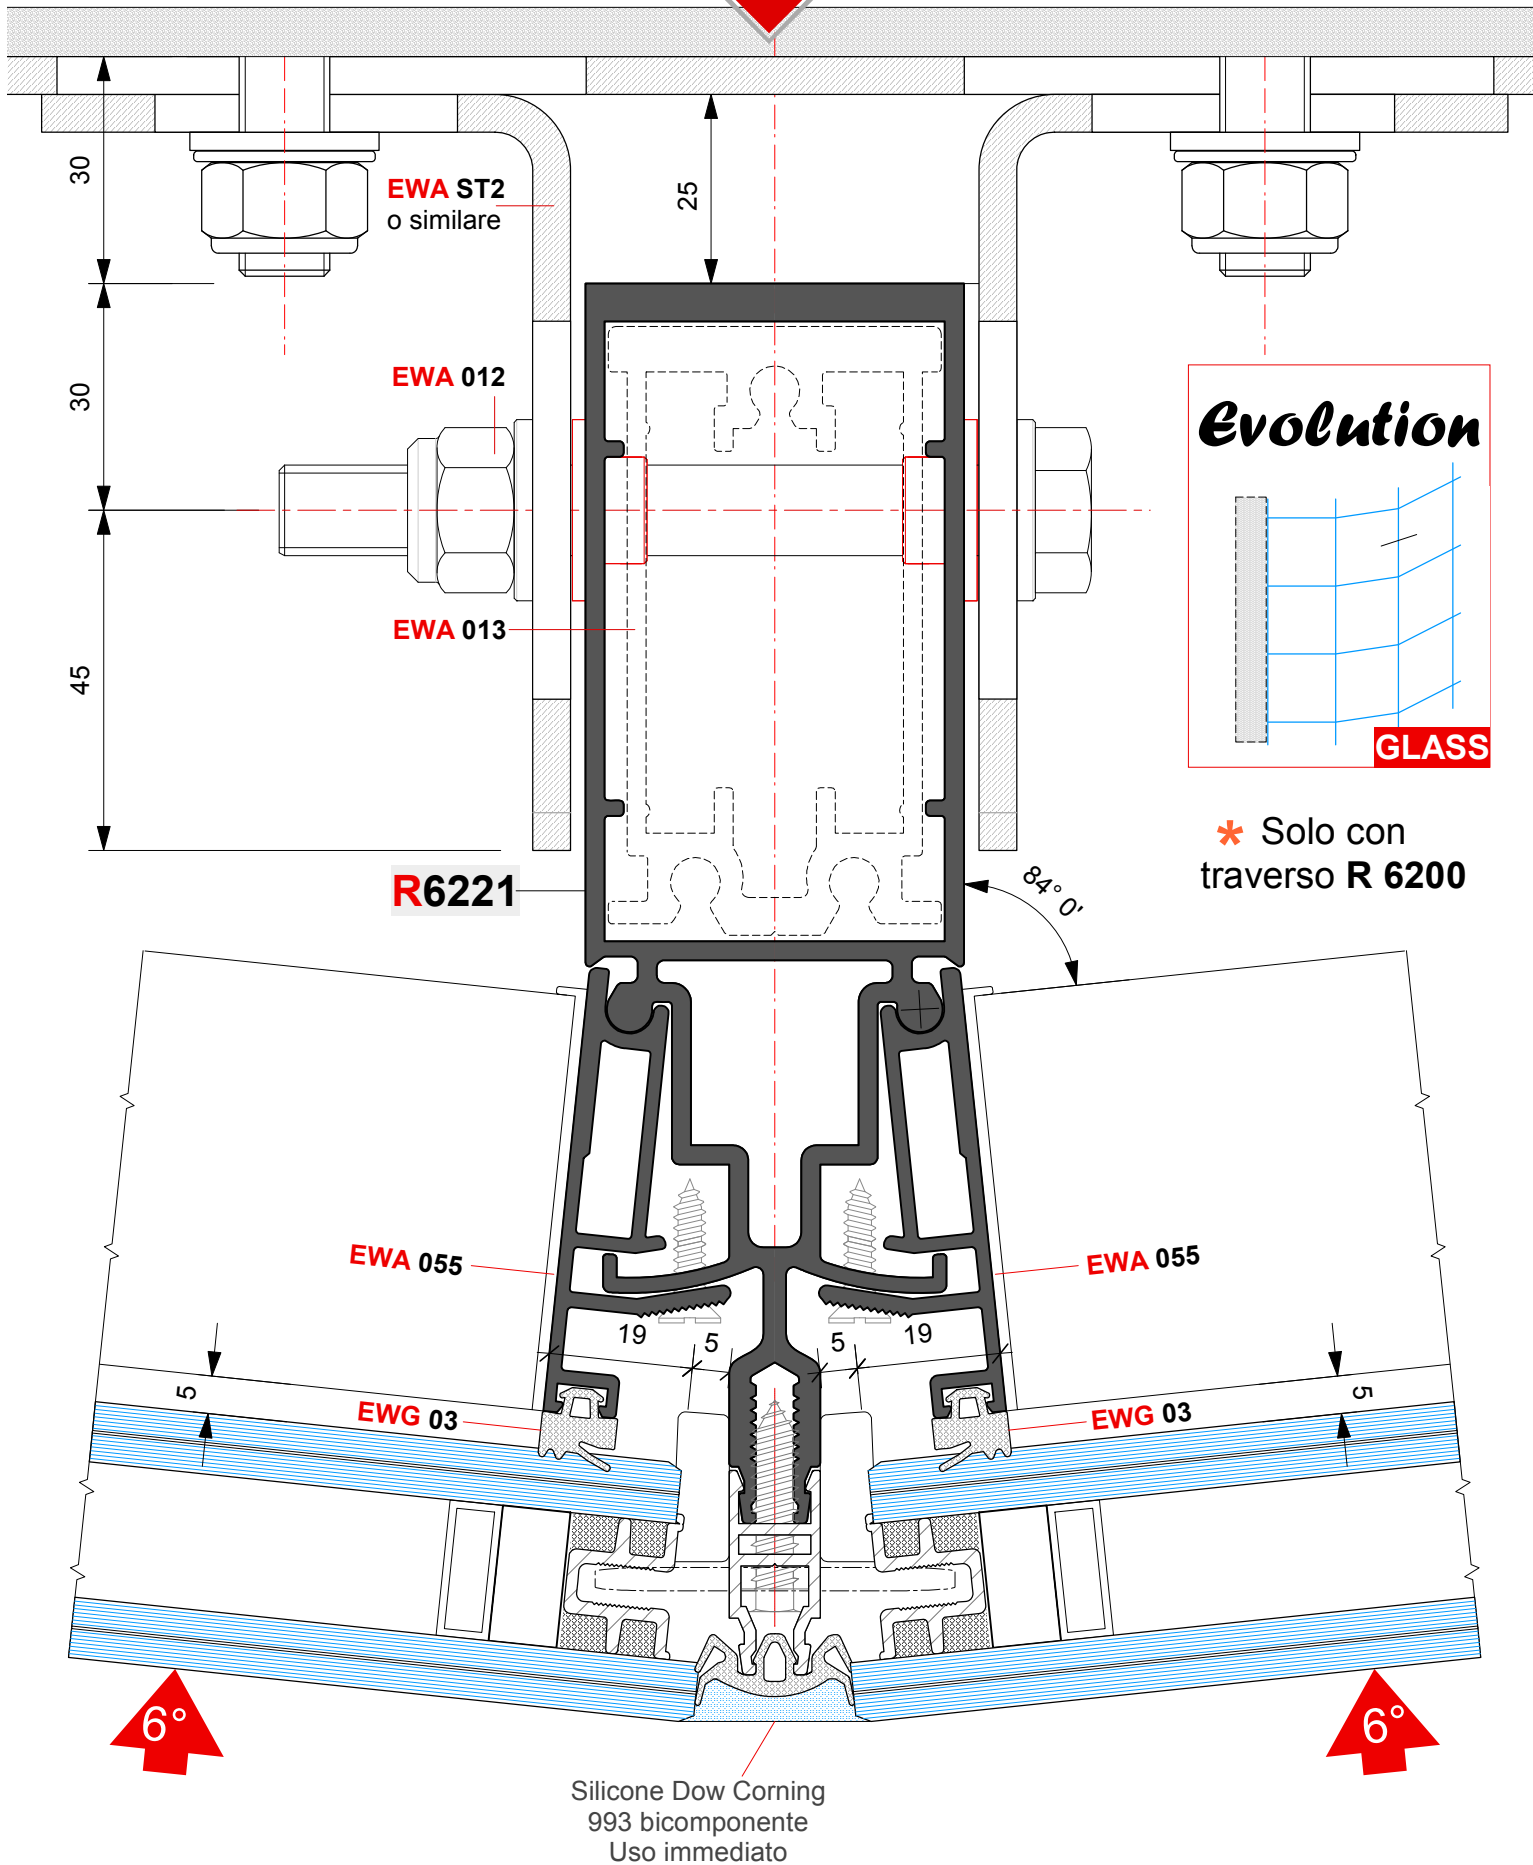 30
EWA ST2
o similare
25
30
EWA 012
Evolution
EWA 013
45
GLASS
* Solo con
traverso R 6200
R6221
84° 0'
EWA 055
EWA 055
19
5
5
19
5
5
EWG 03
EWG 03
6°
6°
Silicone Dow Corning
993 bicomponente
Uso immediato